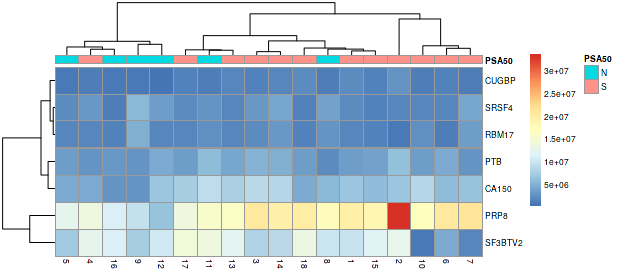 PSA50
CUGBP
SRSF4
RBM17
PTB
CA150
PRP8
SF3BTV2
5 4 16 9 12 17 11 13 3 14 18 8 1 15 2 10 6 7
3e+07
2.5e+07
2e+07
1.5e+07
1e+07
5e+06
PSA50
N
S